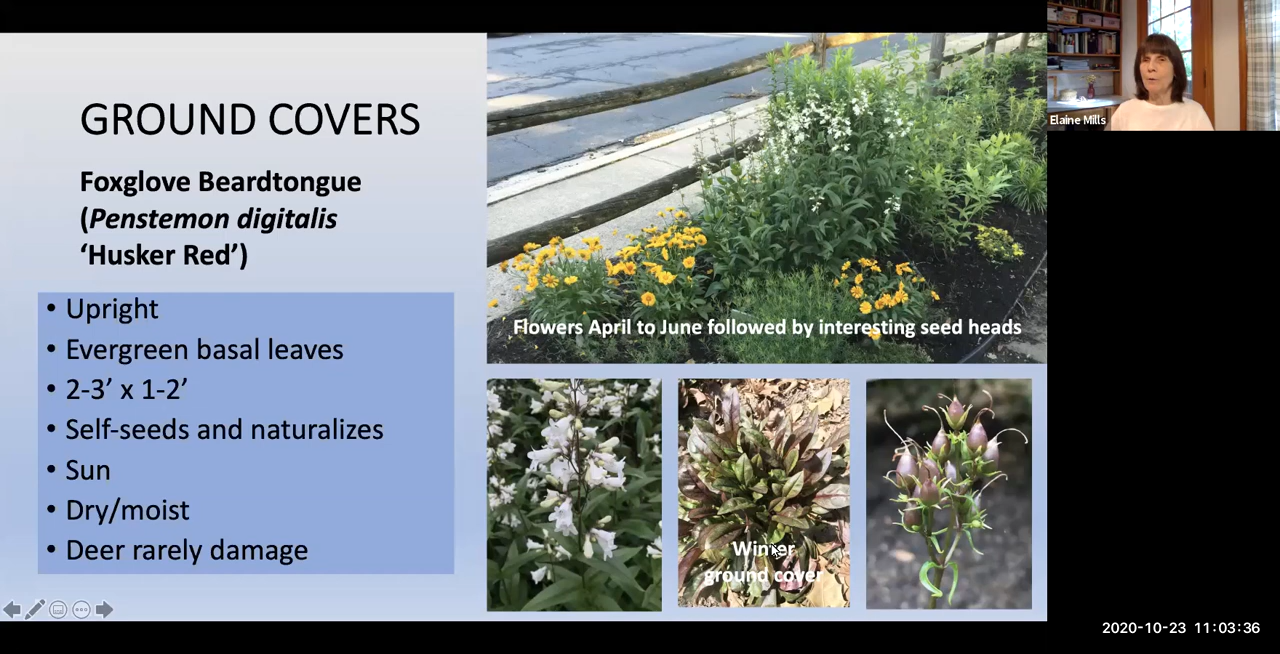 GROUND COVERS
Foxglove Beardtongue
(Penstemon digitalis
‘Husker Red’)
• Upright
• Evergreen basal leaves
• 2-3’ x 1-2’
• Self-seeds and naturalizes
• Sun
• Dry/moist
• Deer rarely damage
Flowers April to June followed by interesting seed heads
Winter
ground cover
Elaine Mills
2020-10-23 11:03:36